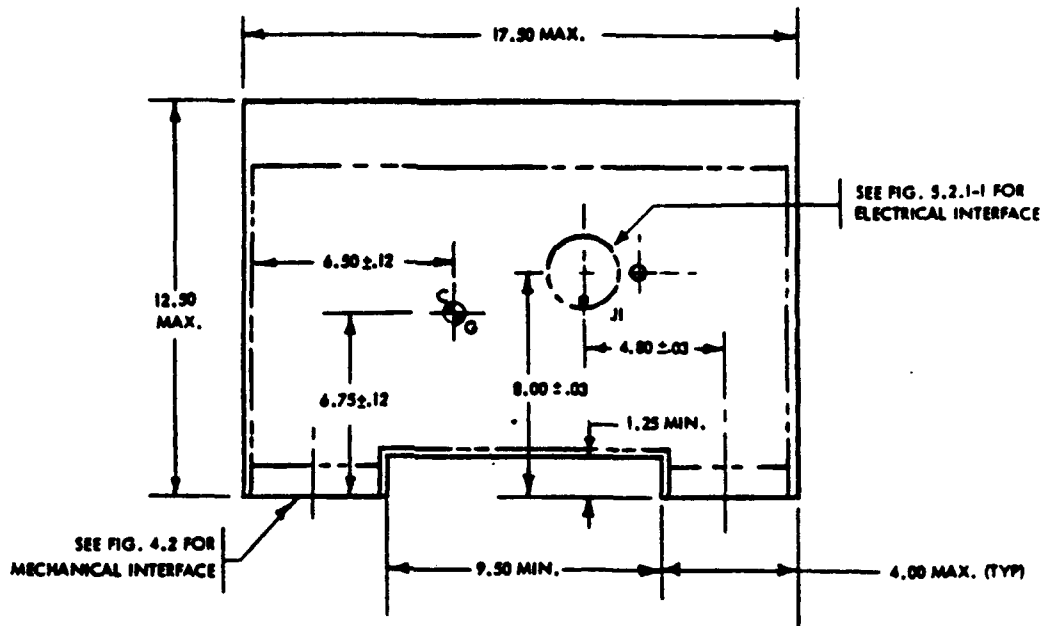 17.50 MAX.
SEE FIG. 5.2.1-1 FOR
ELECTRICAL INTERFACE
6.50 ±.12
12.50
MAX.
C
G
J1
4.80 ±.03
6.75±.12
8.00 ±.03
1.25 MIN.
SEE FIG. 4.2 FOR
MECHANICAL INTERFACE
9.50 MIN.
4.00 MAX. (TYP)